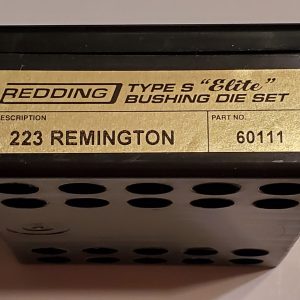 REDDING TYPE S "Elite"
BUSHING DIE SET
DESCRIPTION PART NO.
223 REMINGTON 60111